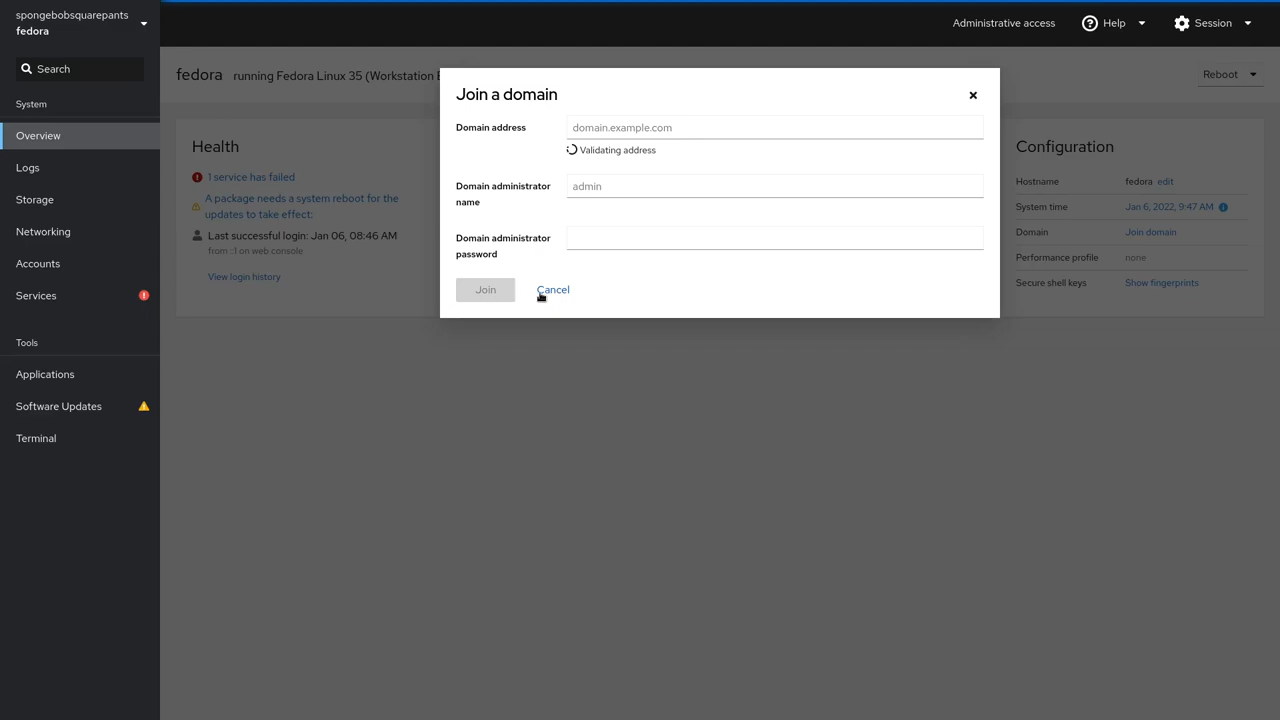 spongebobsquarepants
fedora
Search
System
Overview
Logs
Storage
Networking
Accounts
Services
Tools
Applications
Software Updates
Terminal
Administrative access
Help
Session
fedora running Fedora Linux 35 (Workstation E
Reboot
Health
1 service has failed
A package needs a system reboot for the
updates to take effect:
Last successful login: Jan 06, 08:46 AM
from ::1 on web console
View login history
Join a domain
Domain address
domain.example.com
Validating address
Domain administrator
name
admin
Domain administrator
password
Join
Cancel
Configuration
Hostname fedora edit
System time Jan 6, 2022, 9:47 AM
Domain Join domain
Performance profile none
Secure shell keys Show fingerprints